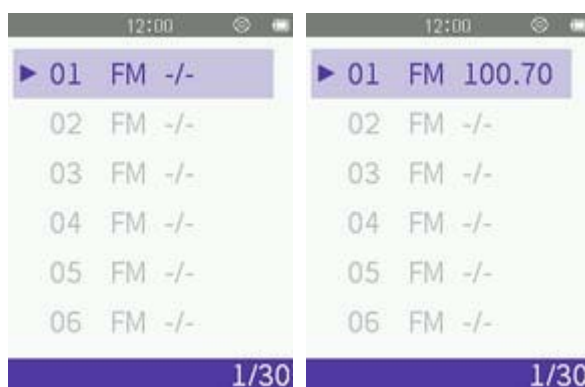 12:00
01 FM -/-
02 FM -/-
03 FM -/-
04 FM -/-
05 FM -/-
06 FM -/-
1/30
12:00
01 FM 100.70
02 FM -/-
03 FM -/-
04 FM -/-
05 FM -/-
06 FM -/-
1/30